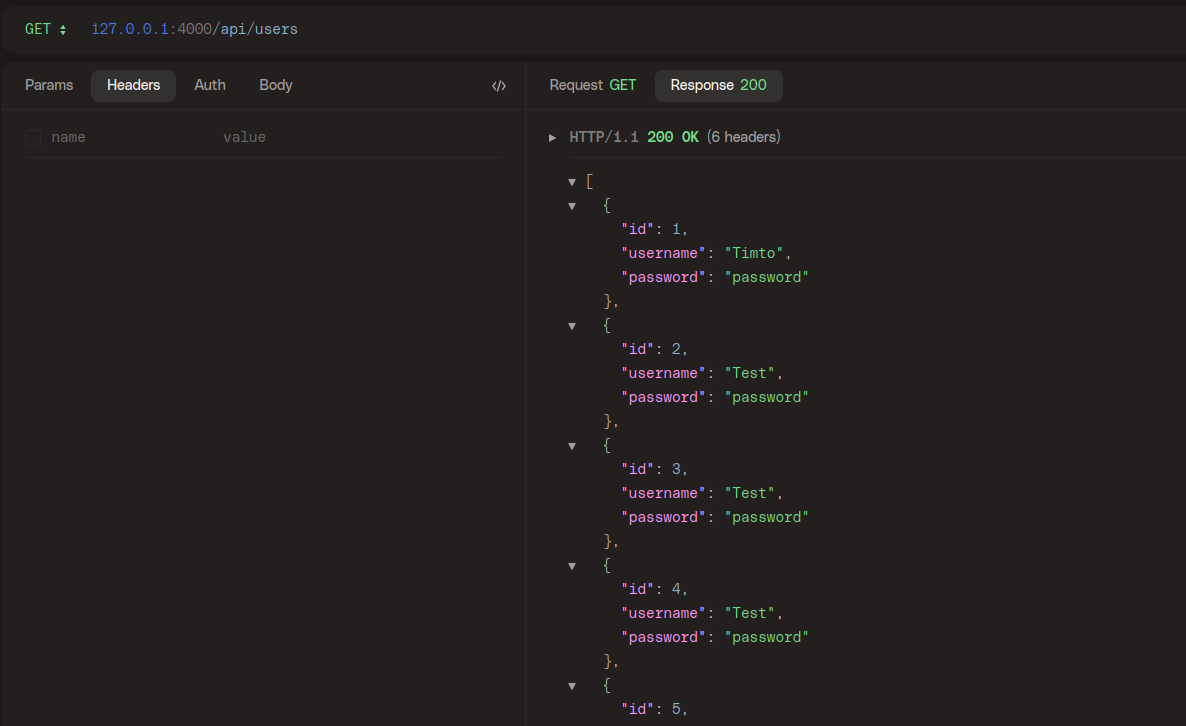 GET 127.0.0.1:4000/api/users
Params Headers Auth Body </> Request GET Response 200
name value
HTTP/1.1 200 OK (6 headers)
[
{
"id": 1,
"username": "Timto",
"password": "password"
},
{
"id": 2,
"username": "Test",
"password": "password"
},
{
"id": 3,
"username": "Test",
"password": "password"
},
{
"id": 4,
"username": "Test",
"password": "password"
},
{
"id": 5,